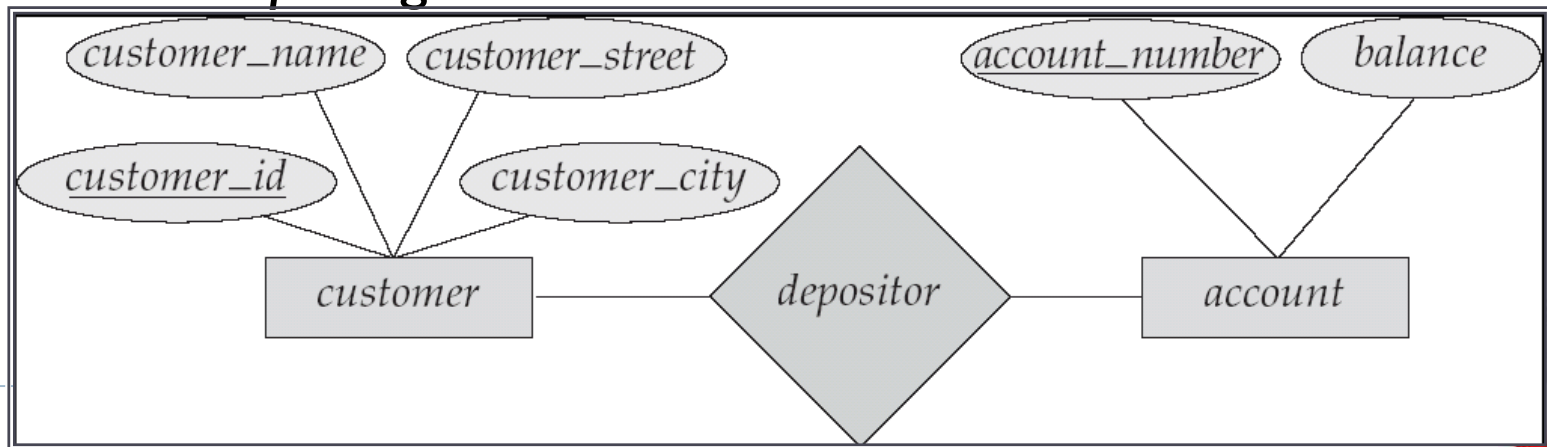 customer_name customer_street account_number balance
customer_id customer_city
customer depositor account